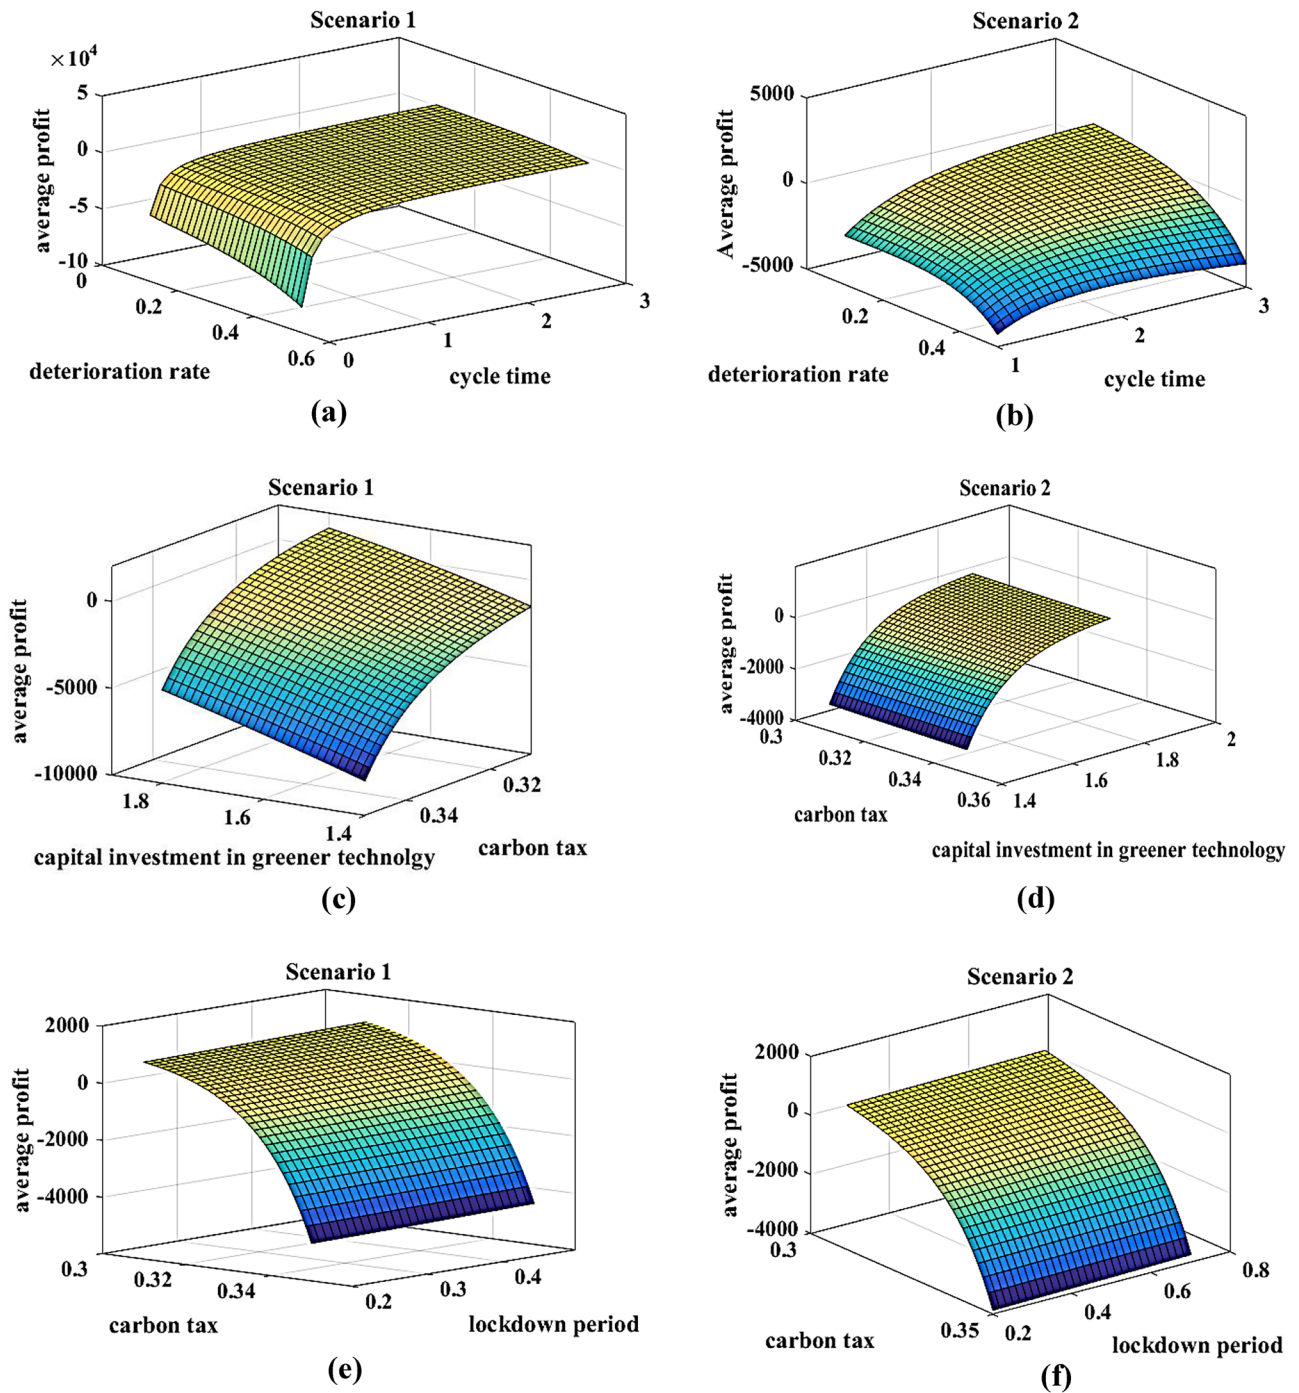 Scenario 1
×10⁴
5
0
-5
-10
average profit
0
0.2
0.4
0.6
deterioration rate
0
1
2
3
cycle time
(a)
Scenario 2
5000
0
-5000
Average profit
0.2
0.4
deterioration rate
1
2
3
cycle time
(b)
Scenario 1
0
-5000
-10000
average profit
1.8
1.6
1.4
capital investment in greener technolgy
0.34
0.32
carbon tax
(c)
Scenario 2
0
-2000
-4000
average profit
0.3
0.32
0.34
0.36
carbon tax
1.4
1.6
1.8
2
capital investment in greener technology
(d)
Scenario 1
2000
0
-2000
-4000
average profit
0.3
0.32
0.34
carbon tax
0.2
0.3
0.4
lockdown period
(e)
Scenario 2
2000
0
-2000
-4000
average profit
0.3
0.35
carbon tax
0.2
0.4
0.6
0.8
lockdown period
(f)